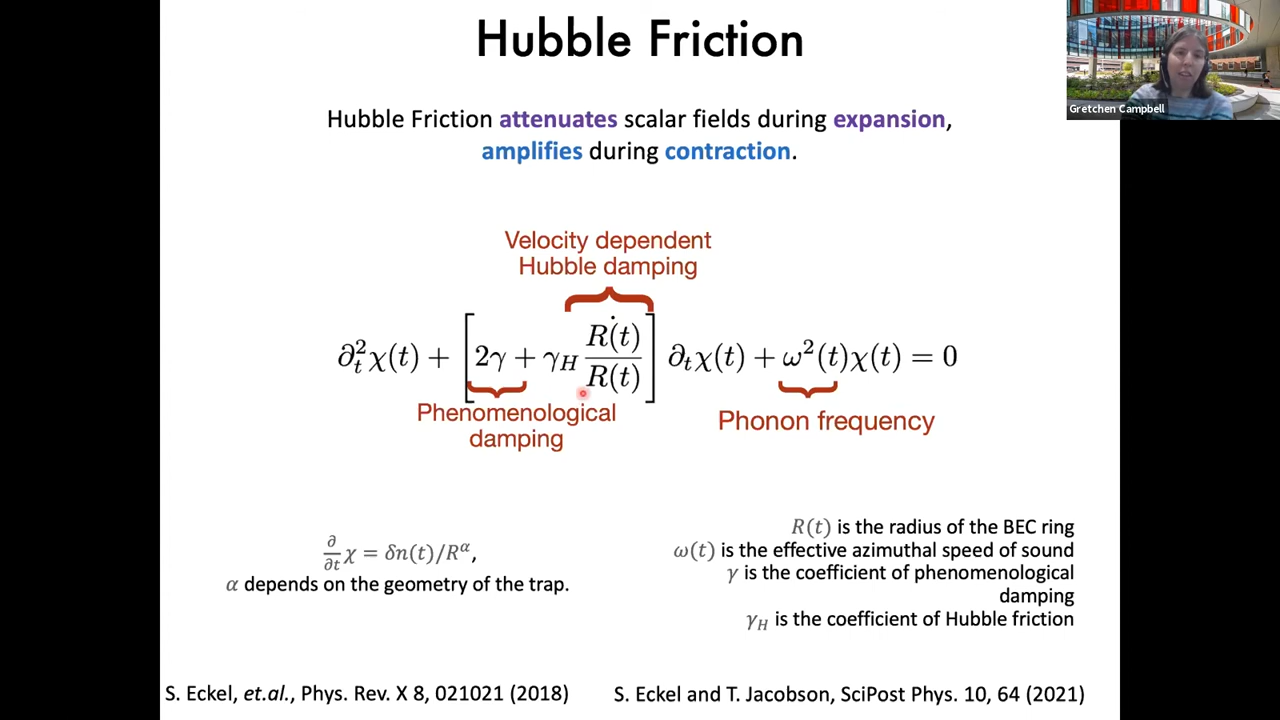 Hubble Friction
Gretchen Campbell
Hubble Friction attenuates scalar fields during expansion,
amplifies during contraction.
Velocity dependent
Hubble damping
∂ₜ²χ(t) + [2γ + γ_H Ṙ(t)/R(t)] ∂ₜχ(t) + ω²(t)χ(t) = 0
Phenomenological
damping
Phonon frequency
∂/∂t χ = δn(t)/R^α,
α depends on the geometry of the trap.
R(t) is the radius of the BEC ring
ω(t) is the effective azimuthal speed of sound
γ is the coefficient of phenomenological
damping
γ_H is the coefficient of Hubble friction
S. Eckel, et.al., Phys. Rev. X 8, 021021 (2018)
S. Eckel and T. Jacobson, SciPost Phys. 10, 64 (2021)